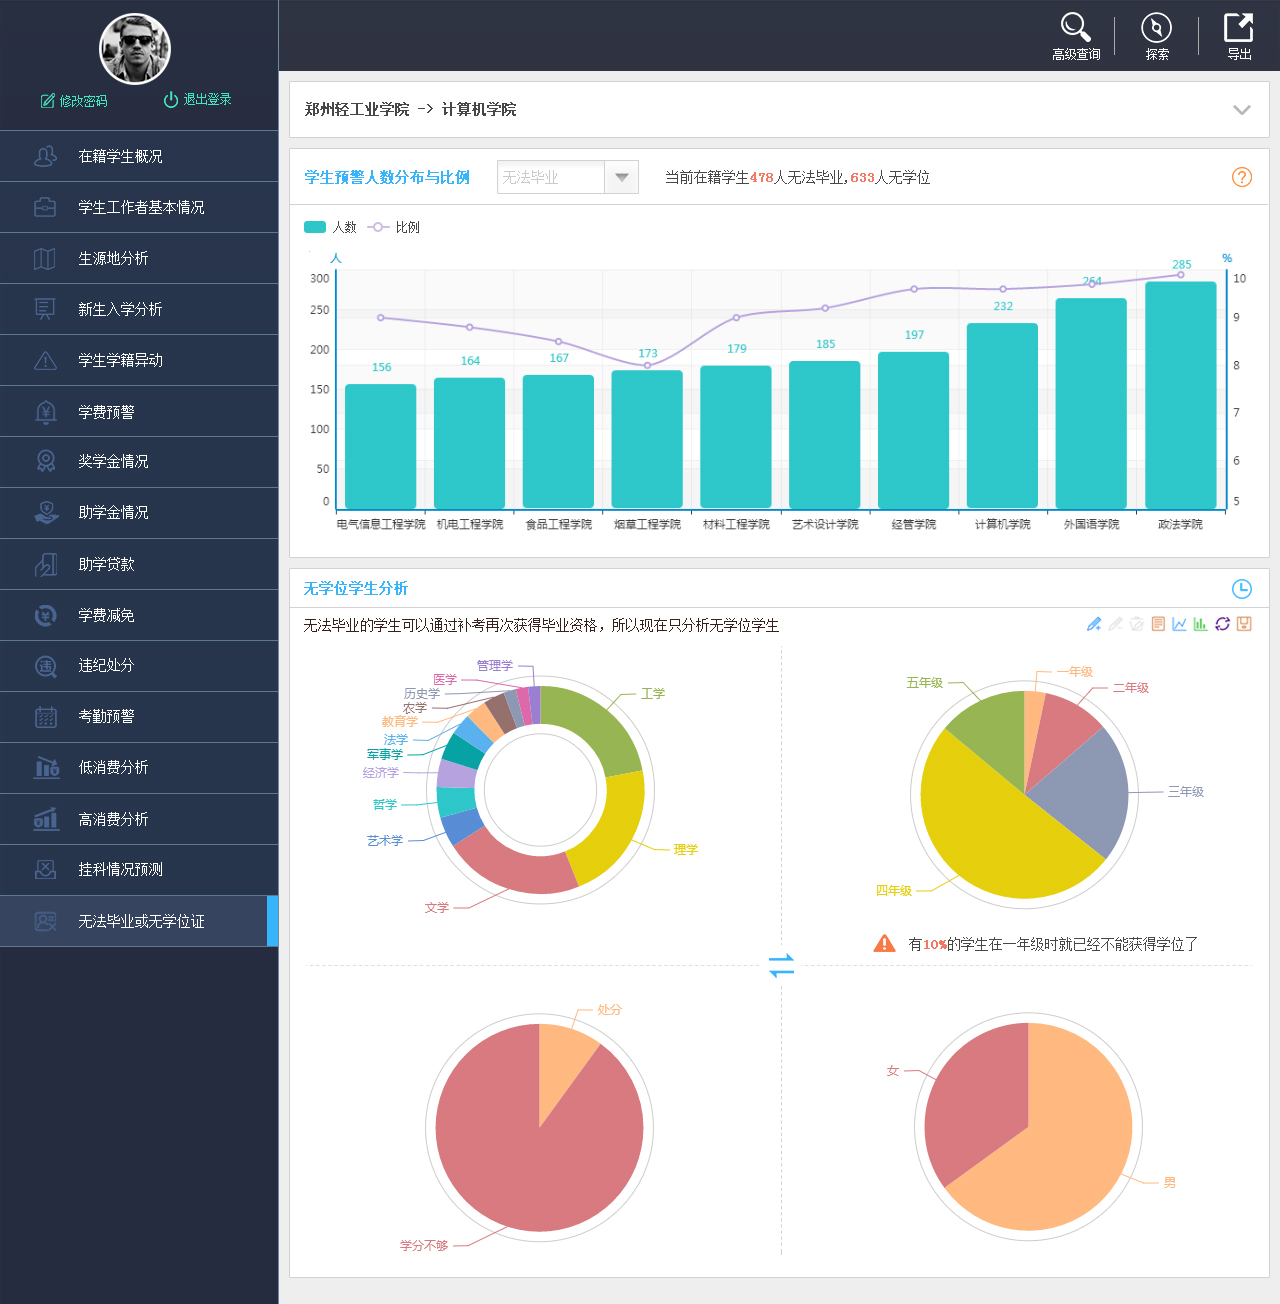 修改密码 退出登录
在籍学生概况
学生工作者基本情况
生源地分析
新生入学分析
学生学籍异动
学费预警
奖学金情况
助学金情况
助学贷款
学费减免
违纪处分
考勤预警
低消费分析
高消费分析
挂科情况预测
无法毕业或无学位证
高级查询 探索 导出
郑州轻工业学院 -> 计算机学院
学生预警人数分布与比例 无法毕业 当前在籍学生478人无法毕业,633人无学位
人数 比例
人 %
300 250 200 150 100 50 0
156 164 167 173 179 185 197 232 264 285
10 9 8 7 6 5
电气信息工程学院 机电工程学院 食品工程学院 烟草工程学院 材料工程学院 艺术设计学院 经管学院 计算机学院 外国语学院 政法学院
无学位学生分析
无法毕业的学生可以通过补考再次获得毕业资格，所以现在只分析无学位学生
管理学
医学
历史学
农学
教育学
法学
军事学
经济学
哲学
艺术学
文学
工学
理学
五年级
一年级
二年级
三年级
四年级
有10%的学生在一年级时就已经不能获得学位了
处分
学分不够
女
男